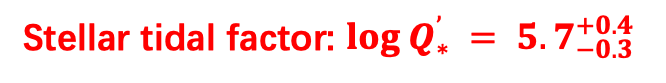 Stellar tidal factor: log Q′* = 5.7 +0.4 −0.3